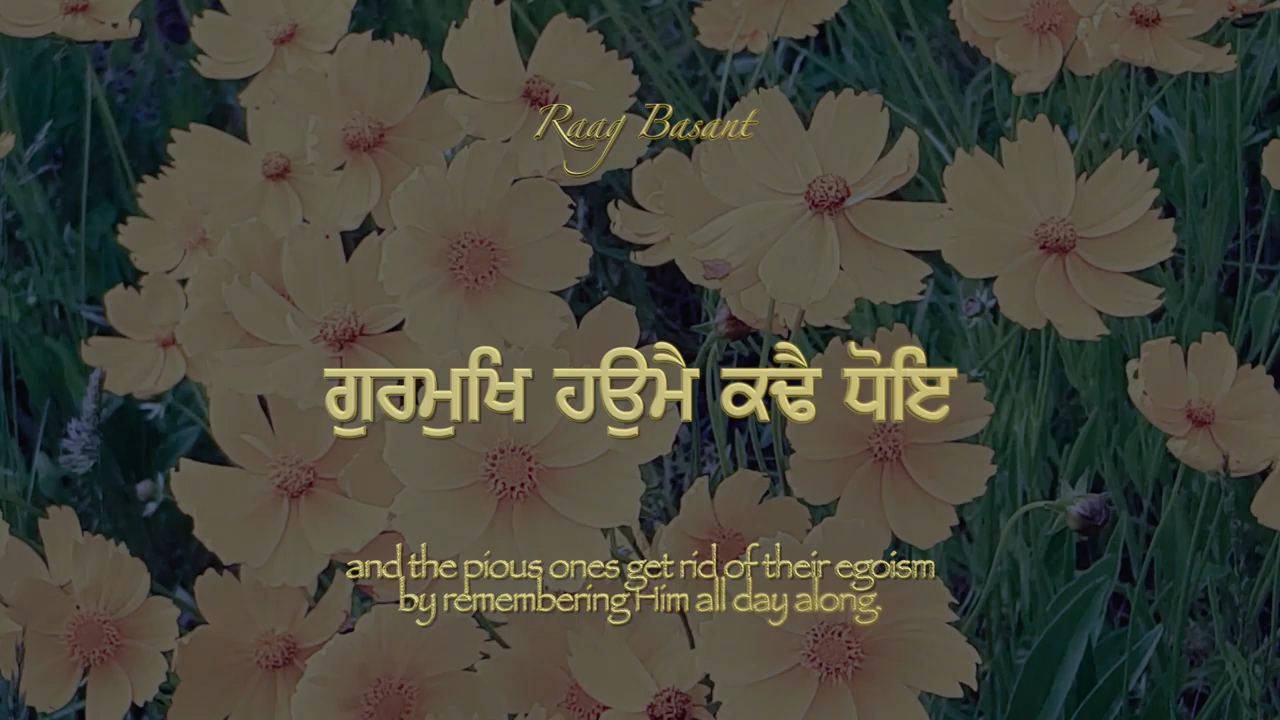 Raag Basant
ਗੁਰਮੁਖਿ ਹਉਮੈ ਕਢੈ ਧੋਇ
and the pious ones get rid of their egoism
by remembering Him all day along.